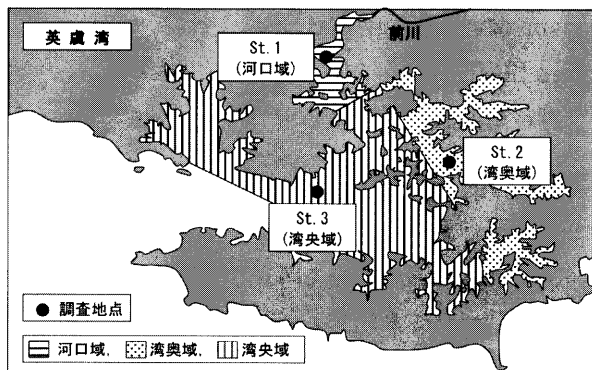 英虞湾
前川
St.1
(河口域)
St.2
(湾奥域)
St.3
(湾央域)
● 調査地点
河口域, 湾奥域, 湾央域